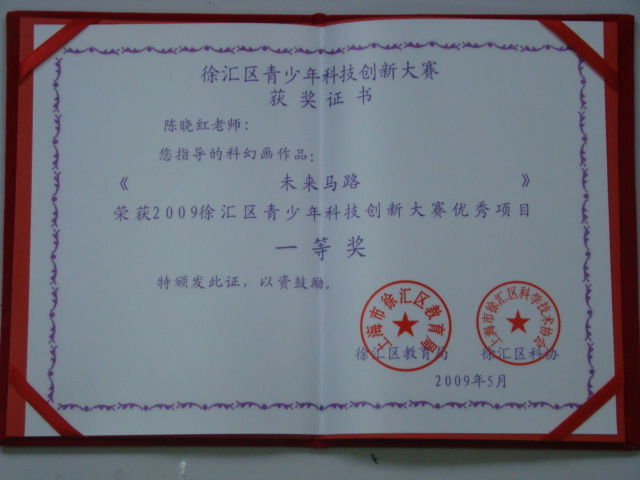 徐汇区青少年科技创新大赛
获奖证书
陈晓红老师：
您指导的科幻画作品：
《 未来马路 》
荣获2009徐汇区青少年科技创新大赛优秀项目
一等奖
特颁发此证，以资鼓励。
上海市徐汇区教育局
上海市徐汇区科学技术协会
徐汇区教育局 徐汇区科协
2009年5月